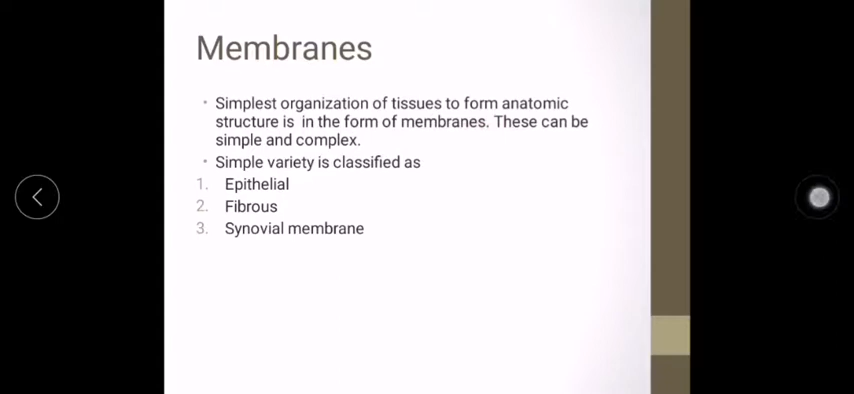 Membranes
• Simplest organization of tissues to form anatomic
structure is in the form of membranes. These can be
simple and complex.
• Simple variety is classified as
1. Epithelial
2. Fibrous
3. Synovial membrane